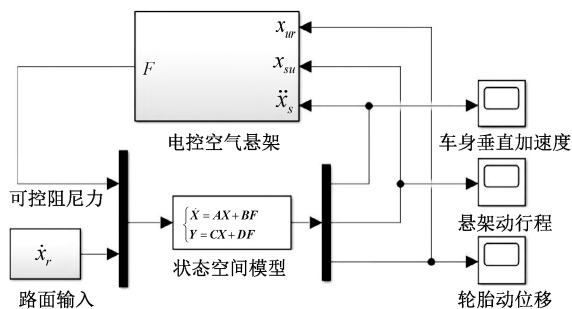 x_ur
F
x_su
ẍ_s
电控空气悬架
车身垂直加速度
可控阻尼力
Ẋ = AX+BF
Y = CX+DF
悬架动行程
ẋ_r
状态空间模型
路面输入
轮胎动位移